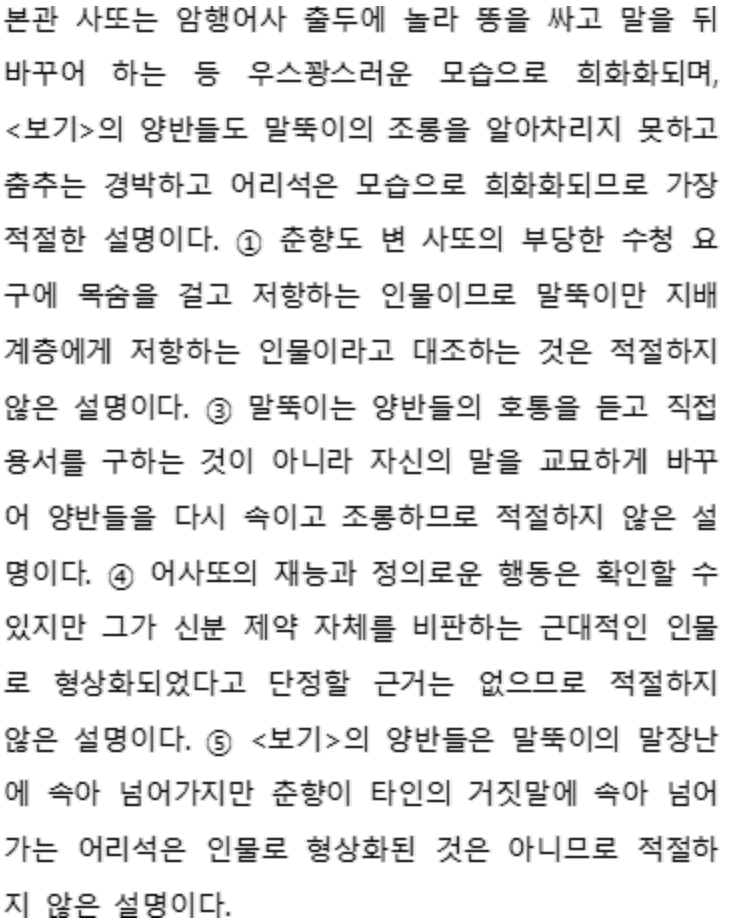 본관 사또는 암행어사 출두에 놀라 똥을 싸고 말을 뒤
바꾸어 하는 등 우스꽝스러운 모습으로 희화화되며,
<보기>의 양반들도 말뚝이의 조롱을 알아차리지 못하고
춤추는 경박하고 어리석은 모습으로 희화화되므로 가장
적절한 설명이다. ① 춘향도 변 사또의 부당한 수청 요
구에 목숨을 걸고 저항하는 인물이므로 말뚝이만 지배
계층에게 저항하는 인물이라고 대조하는 것은 적절하지
않은 설명이다. ③ 말뚝이는 양반들의 호통을 듣고 직접
용서를 구하는 것이 아니라 자신의 말을 교묘하게 바꾸
어 양반들을 다시 속이고 조롱하므로 적절하지 않은 설
명이다. ④ 어사또의 재능과 정의로운 행동은 확인할 수
있지만 그가 신분 제약 자체를 비판하는 근대적인 인물
로 형상화되었다고 단정할 근거는 없으므로 적절하지
않은 설명이다. ⑤ <보기>의 양반들은 말뚝이의 말장난
에 속아 넘어가지만 춘향이 타인의 거짓말에 속아 넘어
가는 어리석은 인물로 형상화된 것은 아니므로 적절하
지 않은 설명이다.